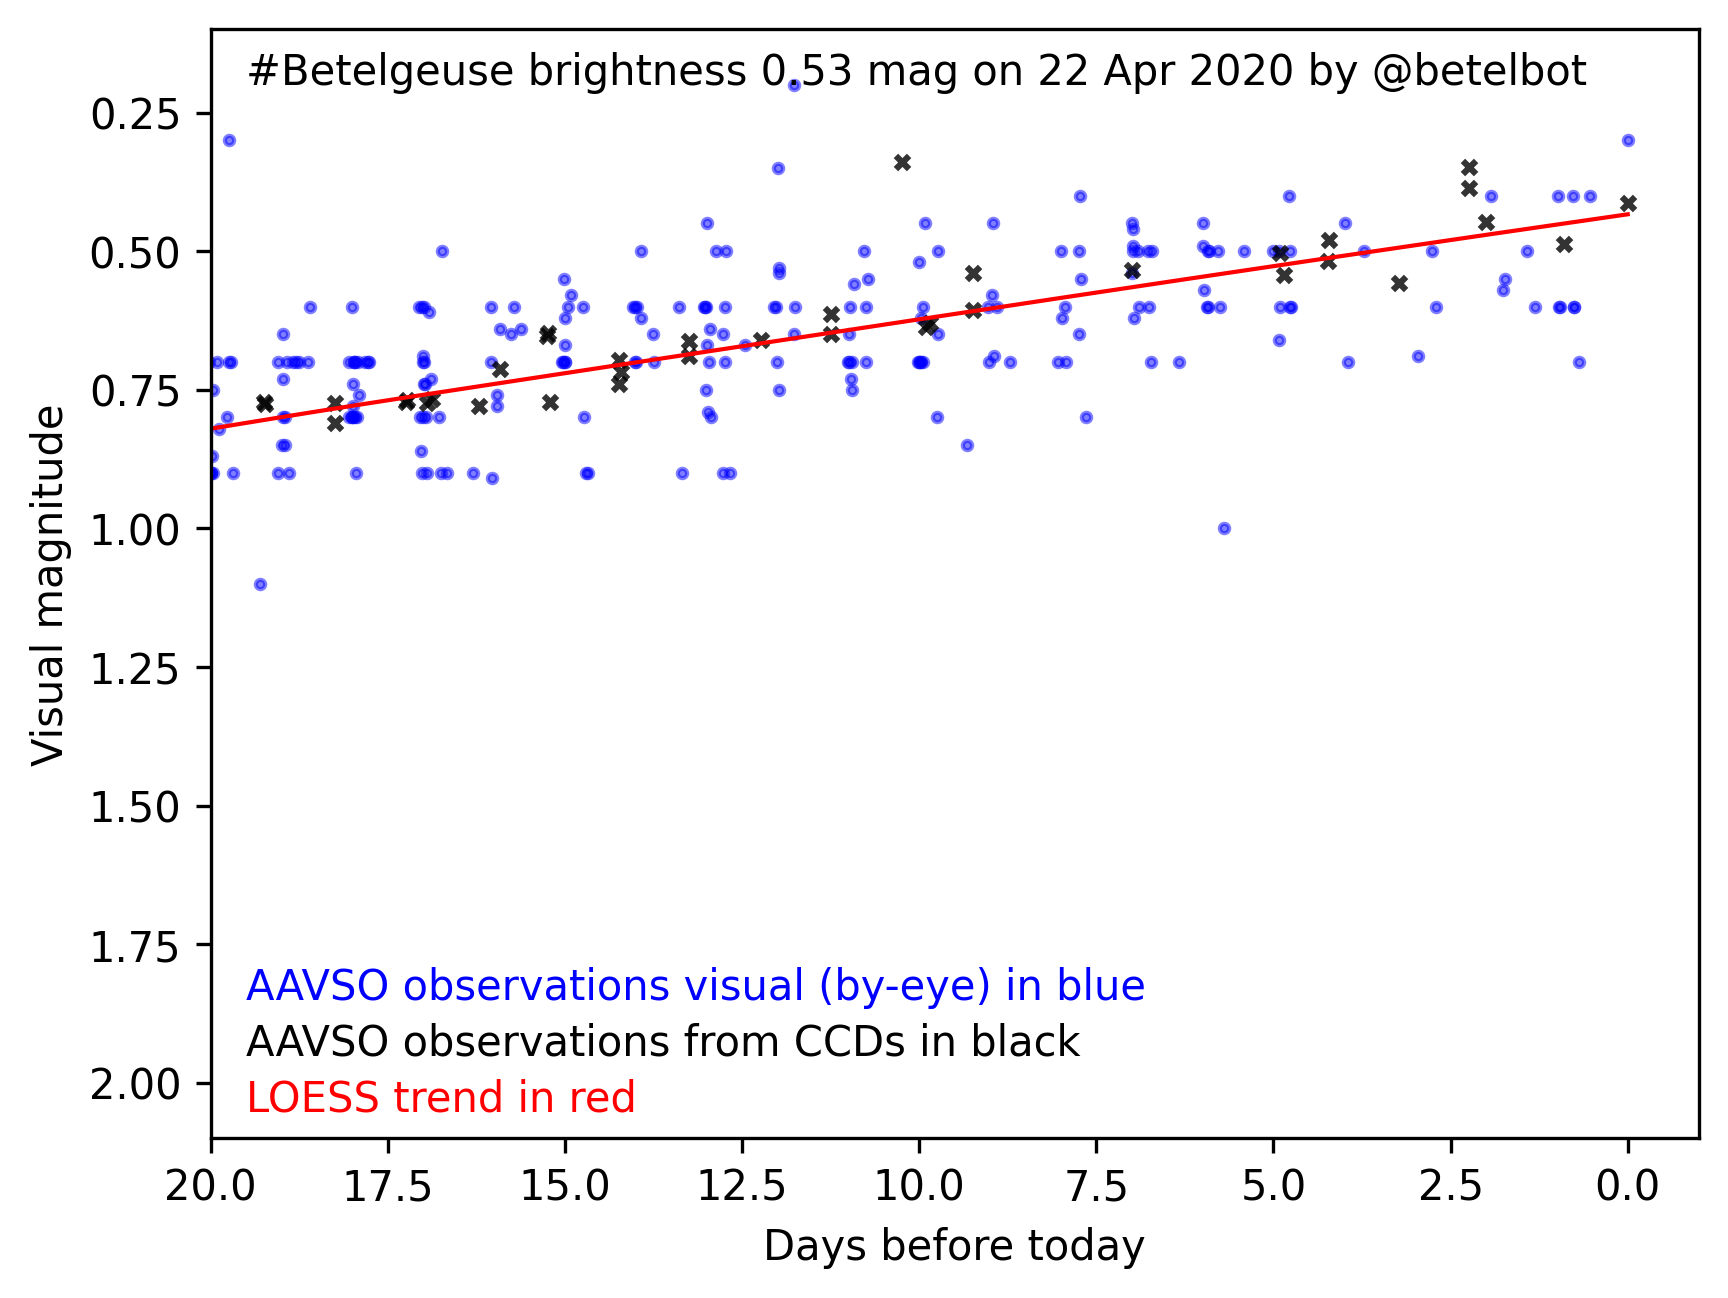 #Betelgeuse brightness 0.53 mag on 22 Apr 2020 by @betelbot
0.25
0.50
0.75
1.00
1.25
1.50
1.75
2.00
Visual magnitude
AAVSO observations visual (by-eye) in blue
AAVSO observations from CCDs in black
LOESS trend in red
20.0 17.5 15.0 12.5 10.0 7.5 5.0 2.5 0.0
Days before today